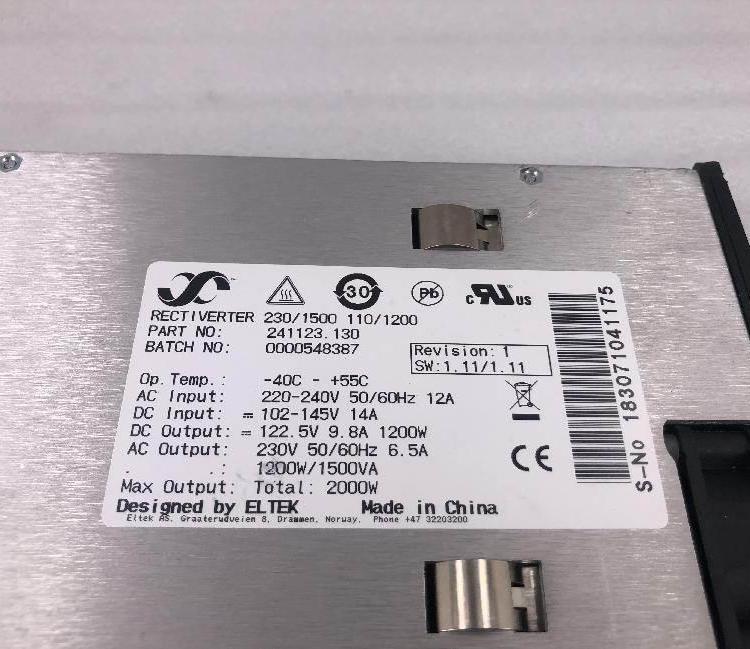 30
Pb
c RU US
RECTIVERTER 230/1500 110/1200
PART NO: 241123.130
BATCH NO: 0000548387
Revision: 1
SW:1.11/1.11
Op. Temp.: -40C - +55C
AC Input: 220-240V 50/60Hz 12A
DC Input: ⎓ 102-145V 14A
DC Output: ⎓ 122.5V 9.8A 1200W
AC Output: 230V 50/60Hz 6.5A
. .: 1200W/1500VA
Max Output: Total: 2000W
CE
Designed by ELTEK Made in China
Eltek AS. Graaterudveien 8, Drammen, Norway. Phone +47 32203200
S-No 183071041175